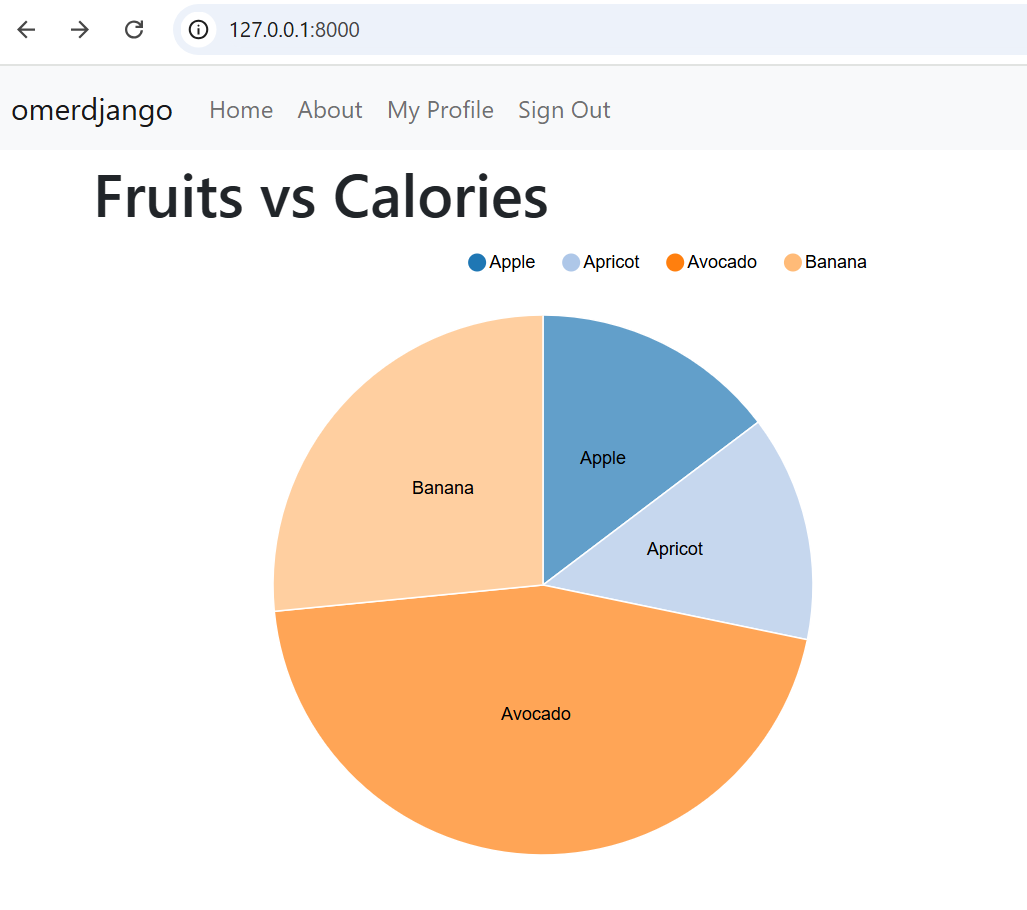 127.0.0.1:8000
omerdjango Home About My Profile Sign Out
Fruits vs Calories
Apple Apricot Avocado Banana
Apple
Banana
Apricot
Avocado